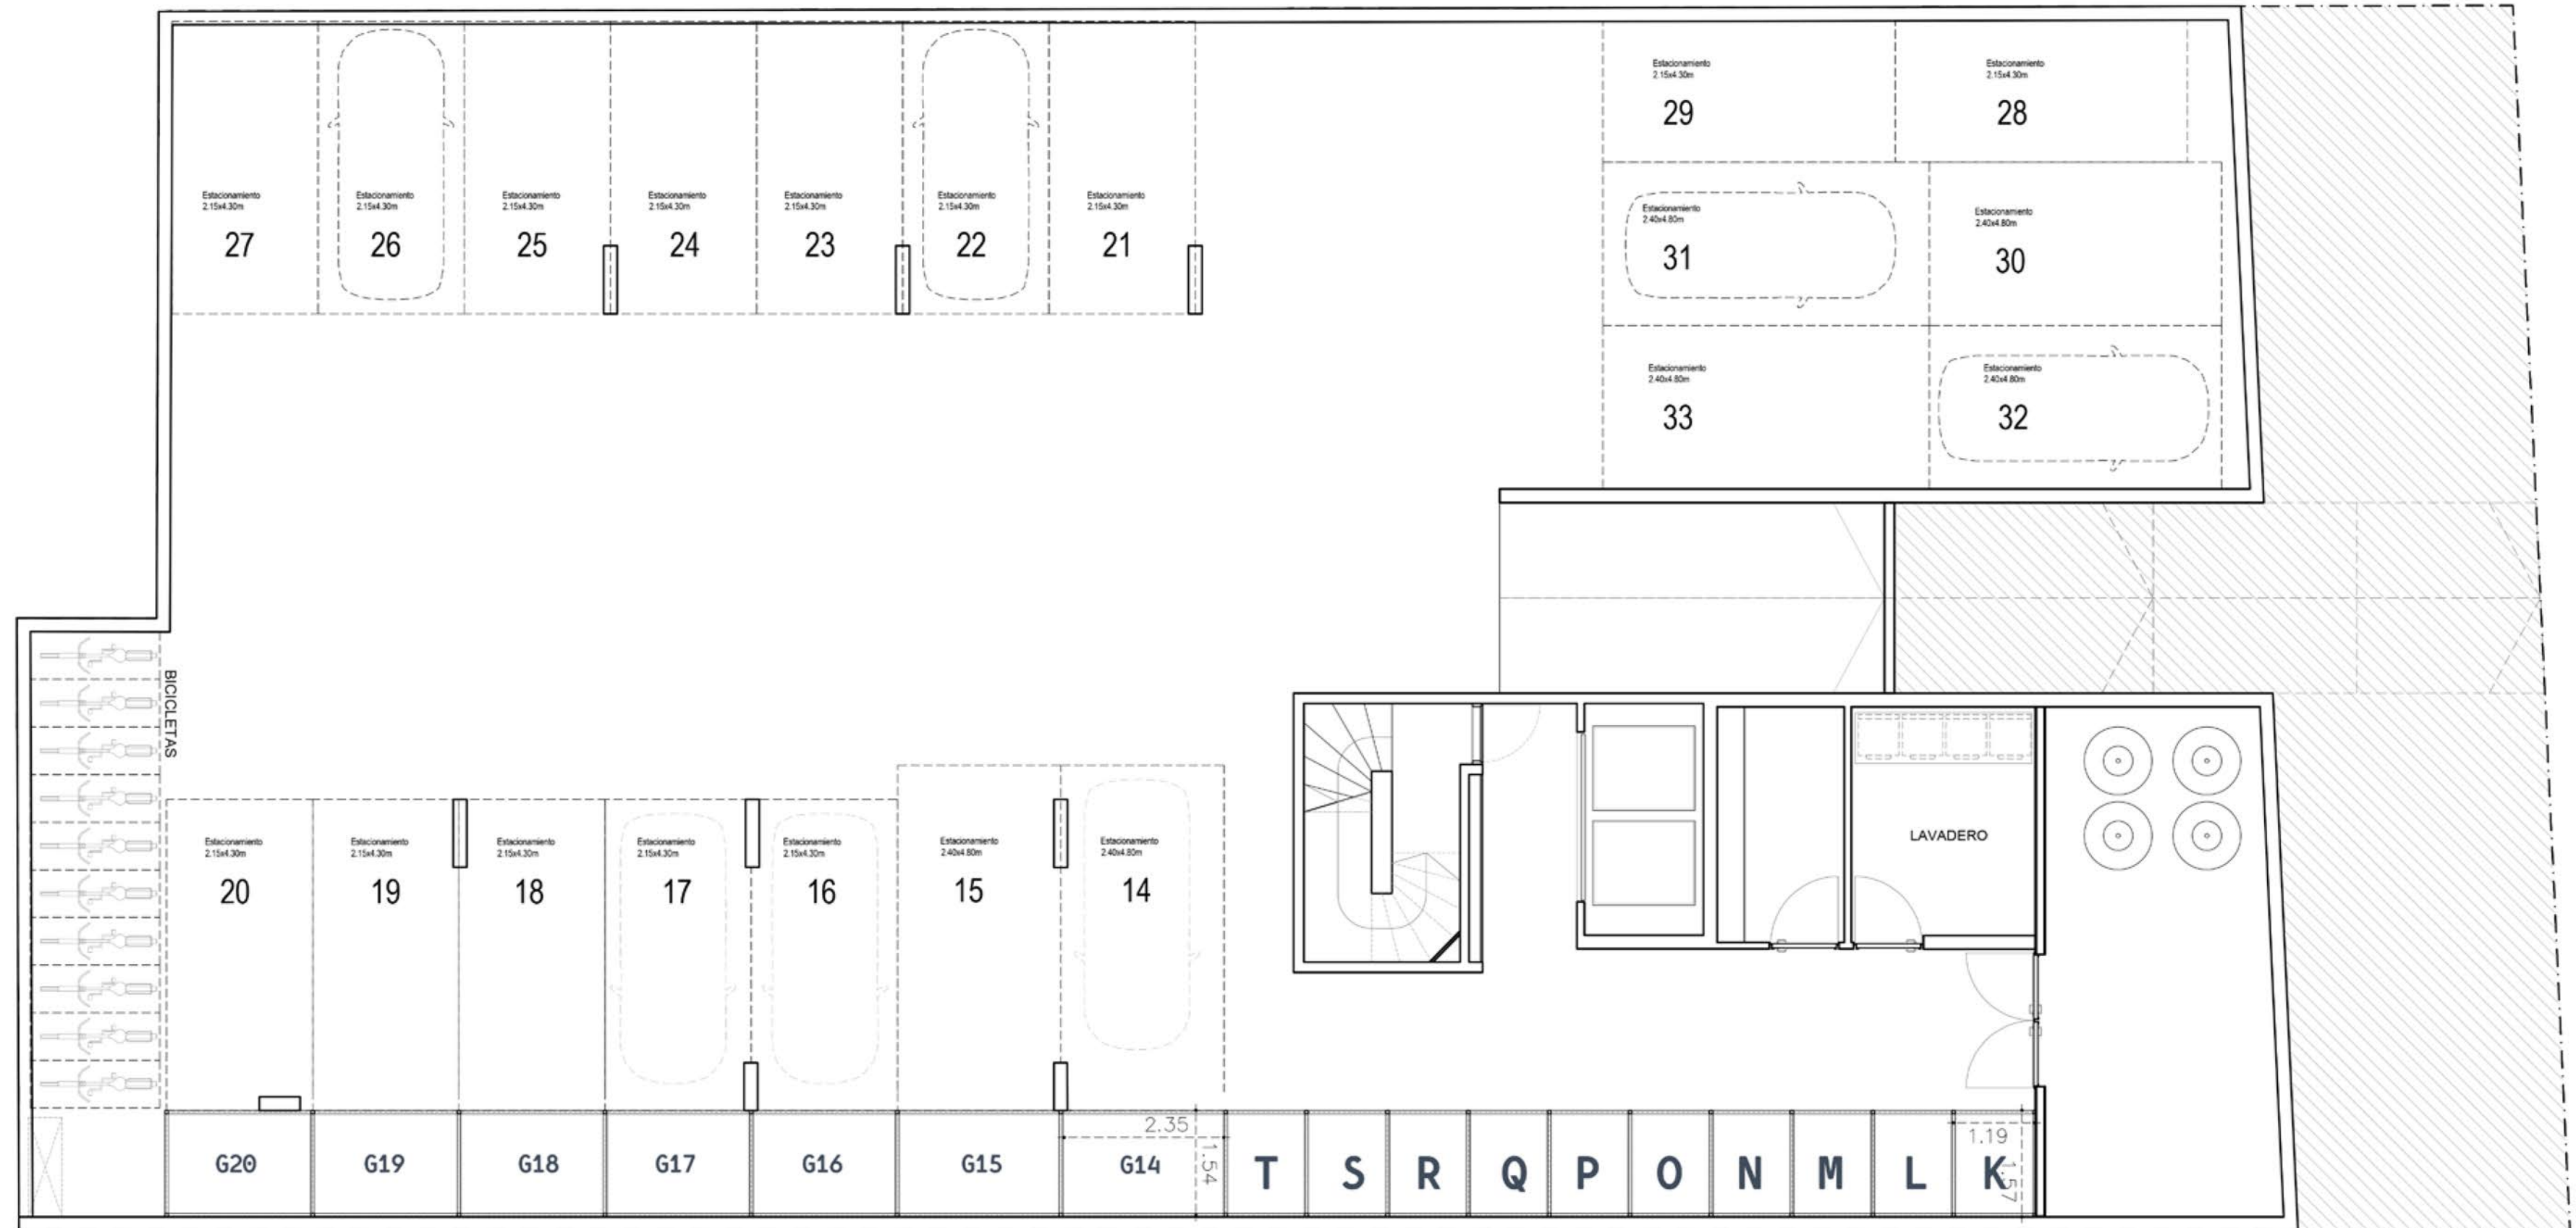 Estacionamiento
2.15x4.30m
27
Estacionamiento
2.15x4.30m
26
Estacionamiento
2.15x4.30m
25
Estacionamiento
2.15x4.30m
24
Estacionamiento
2.15x4.30m
23
Estacionamiento
2.15x4.30m
22
Estacionamiento
2.15x4.30m
21
Estacionamiento
2.15x4.30m
29
Estacionamiento
2.15x4.30m
28
Estacionamiento
2.40x4.80m
31
Estacionamiento
2.40x4.80m
30
Estacionamiento
2.40x4.80m
33
Estacionamiento
2.40x4.80m
32
BICICLETAS
Estacionamiento
2.15x4.30m
20
Estacionamiento
2.15x4.30m
19
Estacionamiento
2.15x4.30m
18
Estacionamiento
2.15x4.30m
17
Estacionamiento
2.15x4.30m
16
Estacionamiento
2.40x4.80m
15
Estacionamiento
2.40x4.80m
14
LAVADERO
G20
G19
G18
G17
G16
G15
G14
2.35
1.54
T
S
R
Q
P
O
N
M
L
K
1.19
1.57